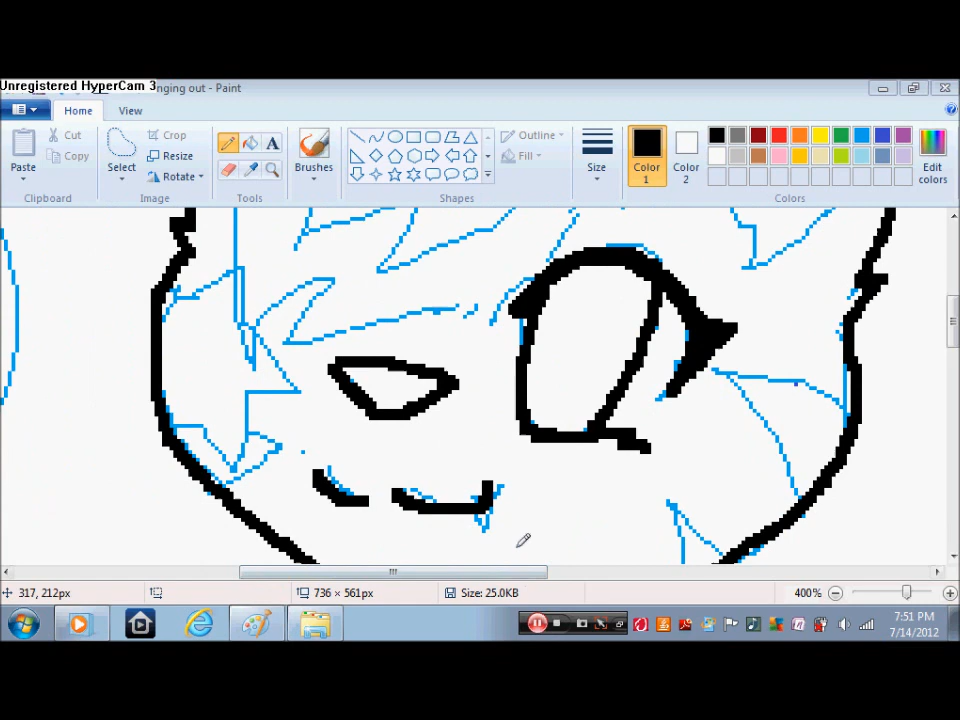 Unregistered HyperCam 3
nging out - Paint
Home View
Paste
Cut
Copy
Clipboard
Select
Crop
Resize
Rotate
Image
A
Tools
Brushes
Outline
Fill
Shapes
Size
Color 1
Color 2
Edit colors
Colors
317, 212px
736 × 561px
Size: 25.0KB
400%
7:51 PM
7/14/2012